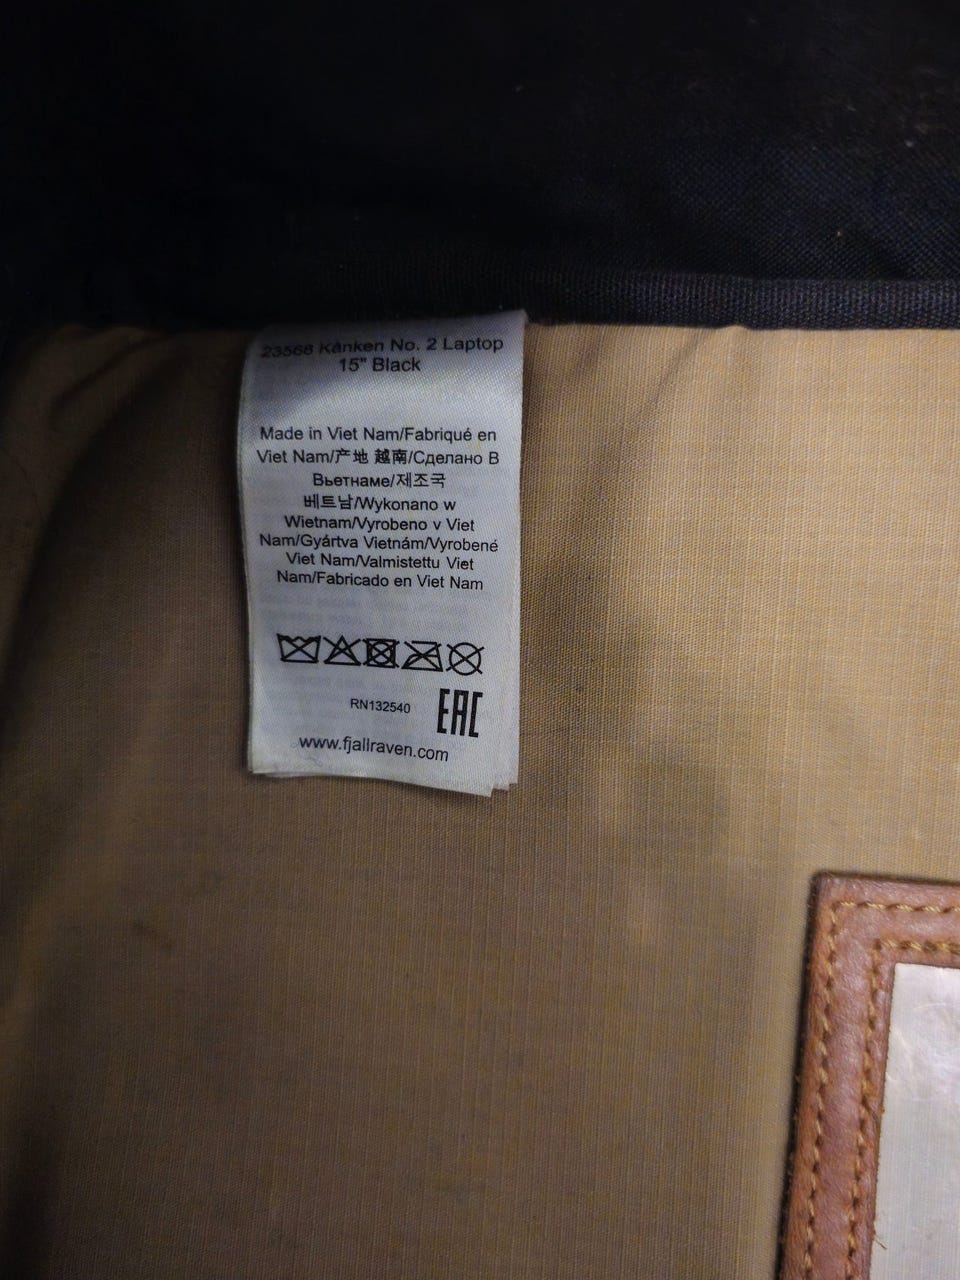 23568 Kånken No. 2 Laptop
15" Black
Made in Viet Nam/Fabriqué en
Viet Nam/产地 越南/Сделано В
Вьетнаме/제조국
베트남/Wykonano w
Wietnam/Vyrobeno v Viet
Nam/Gyártva Vietnám/Vyrobené
Viet Nam/Valmistettu Viet
Nam/Fabricado en Viet Nam
RN132540
EAC
www.fjallraven.com